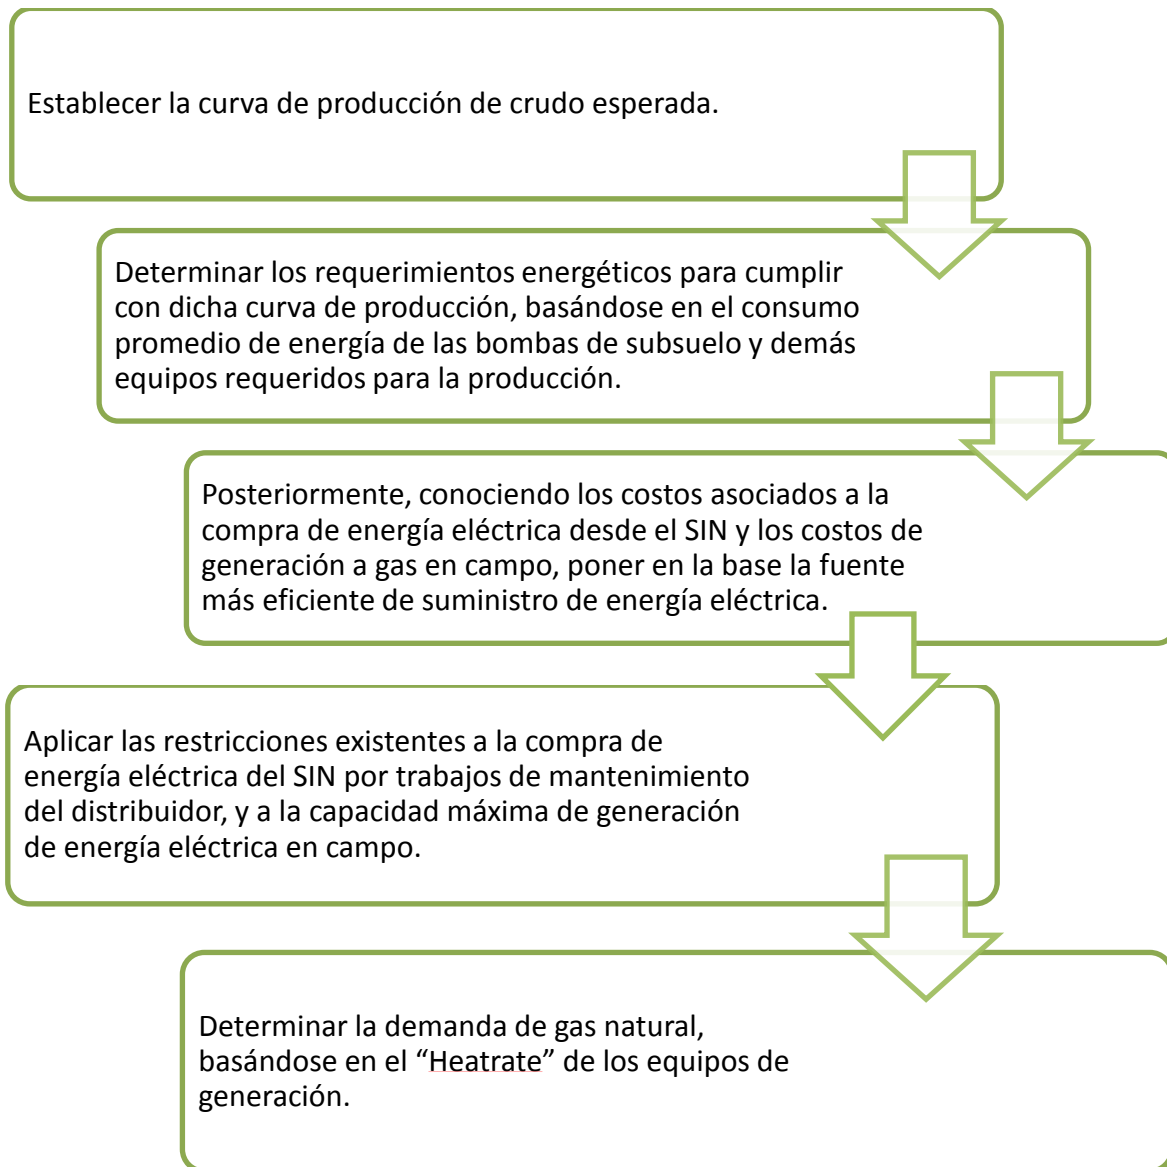 Establecer la curva de producción de crudo esperada.
Determinar los requerimientos energéticos para cumplir
con dicha curva de producción, basándose en el consumo
promedio de energía de las bombas de subsuelo y demás
equipos requeridos para la producción.
Posteriormente, conociendo los costos asociados a la
compra de energía eléctrica desde el SIN y los costos de
generación a gas en campo, poner en la base la fuente
más eficiente de suministro de energía eléctrica.
Aplicar las restricciones existentes a la compra de
energía eléctrica del SIN por trabajos de mantenimiento
del distribuidor, y a la capacidad máxima de generación
de energía eléctrica en campo.
Determinar la demanda de gas natural,
basándose en el “Heatrate” de los equipos de
generación.